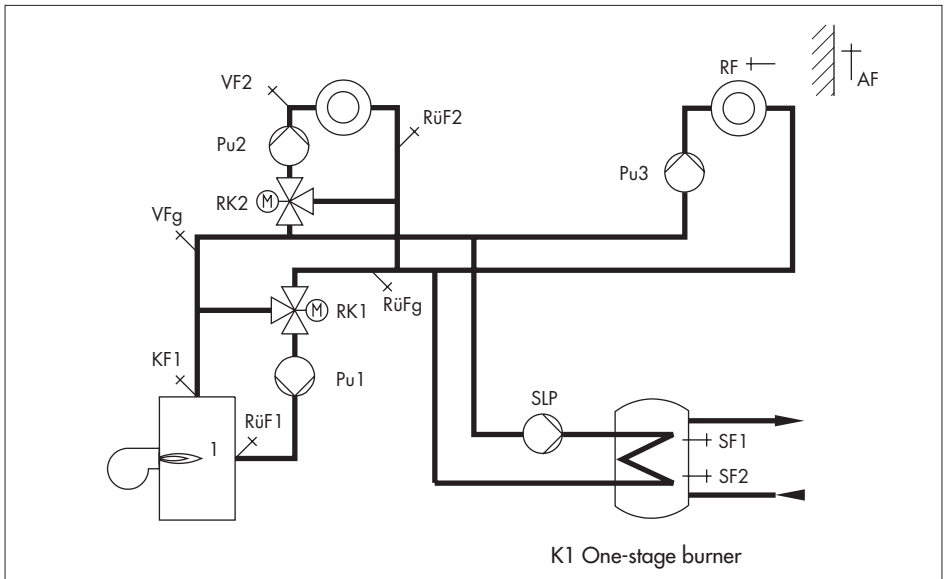 RF
AF
VF2
RüF2
Pu2
Pu3
RK2
M
VFg
RüFg
M
RK1
KF1
Pu1
RüF1
SLP
1
SF1
SF2
K1 One-stage burner